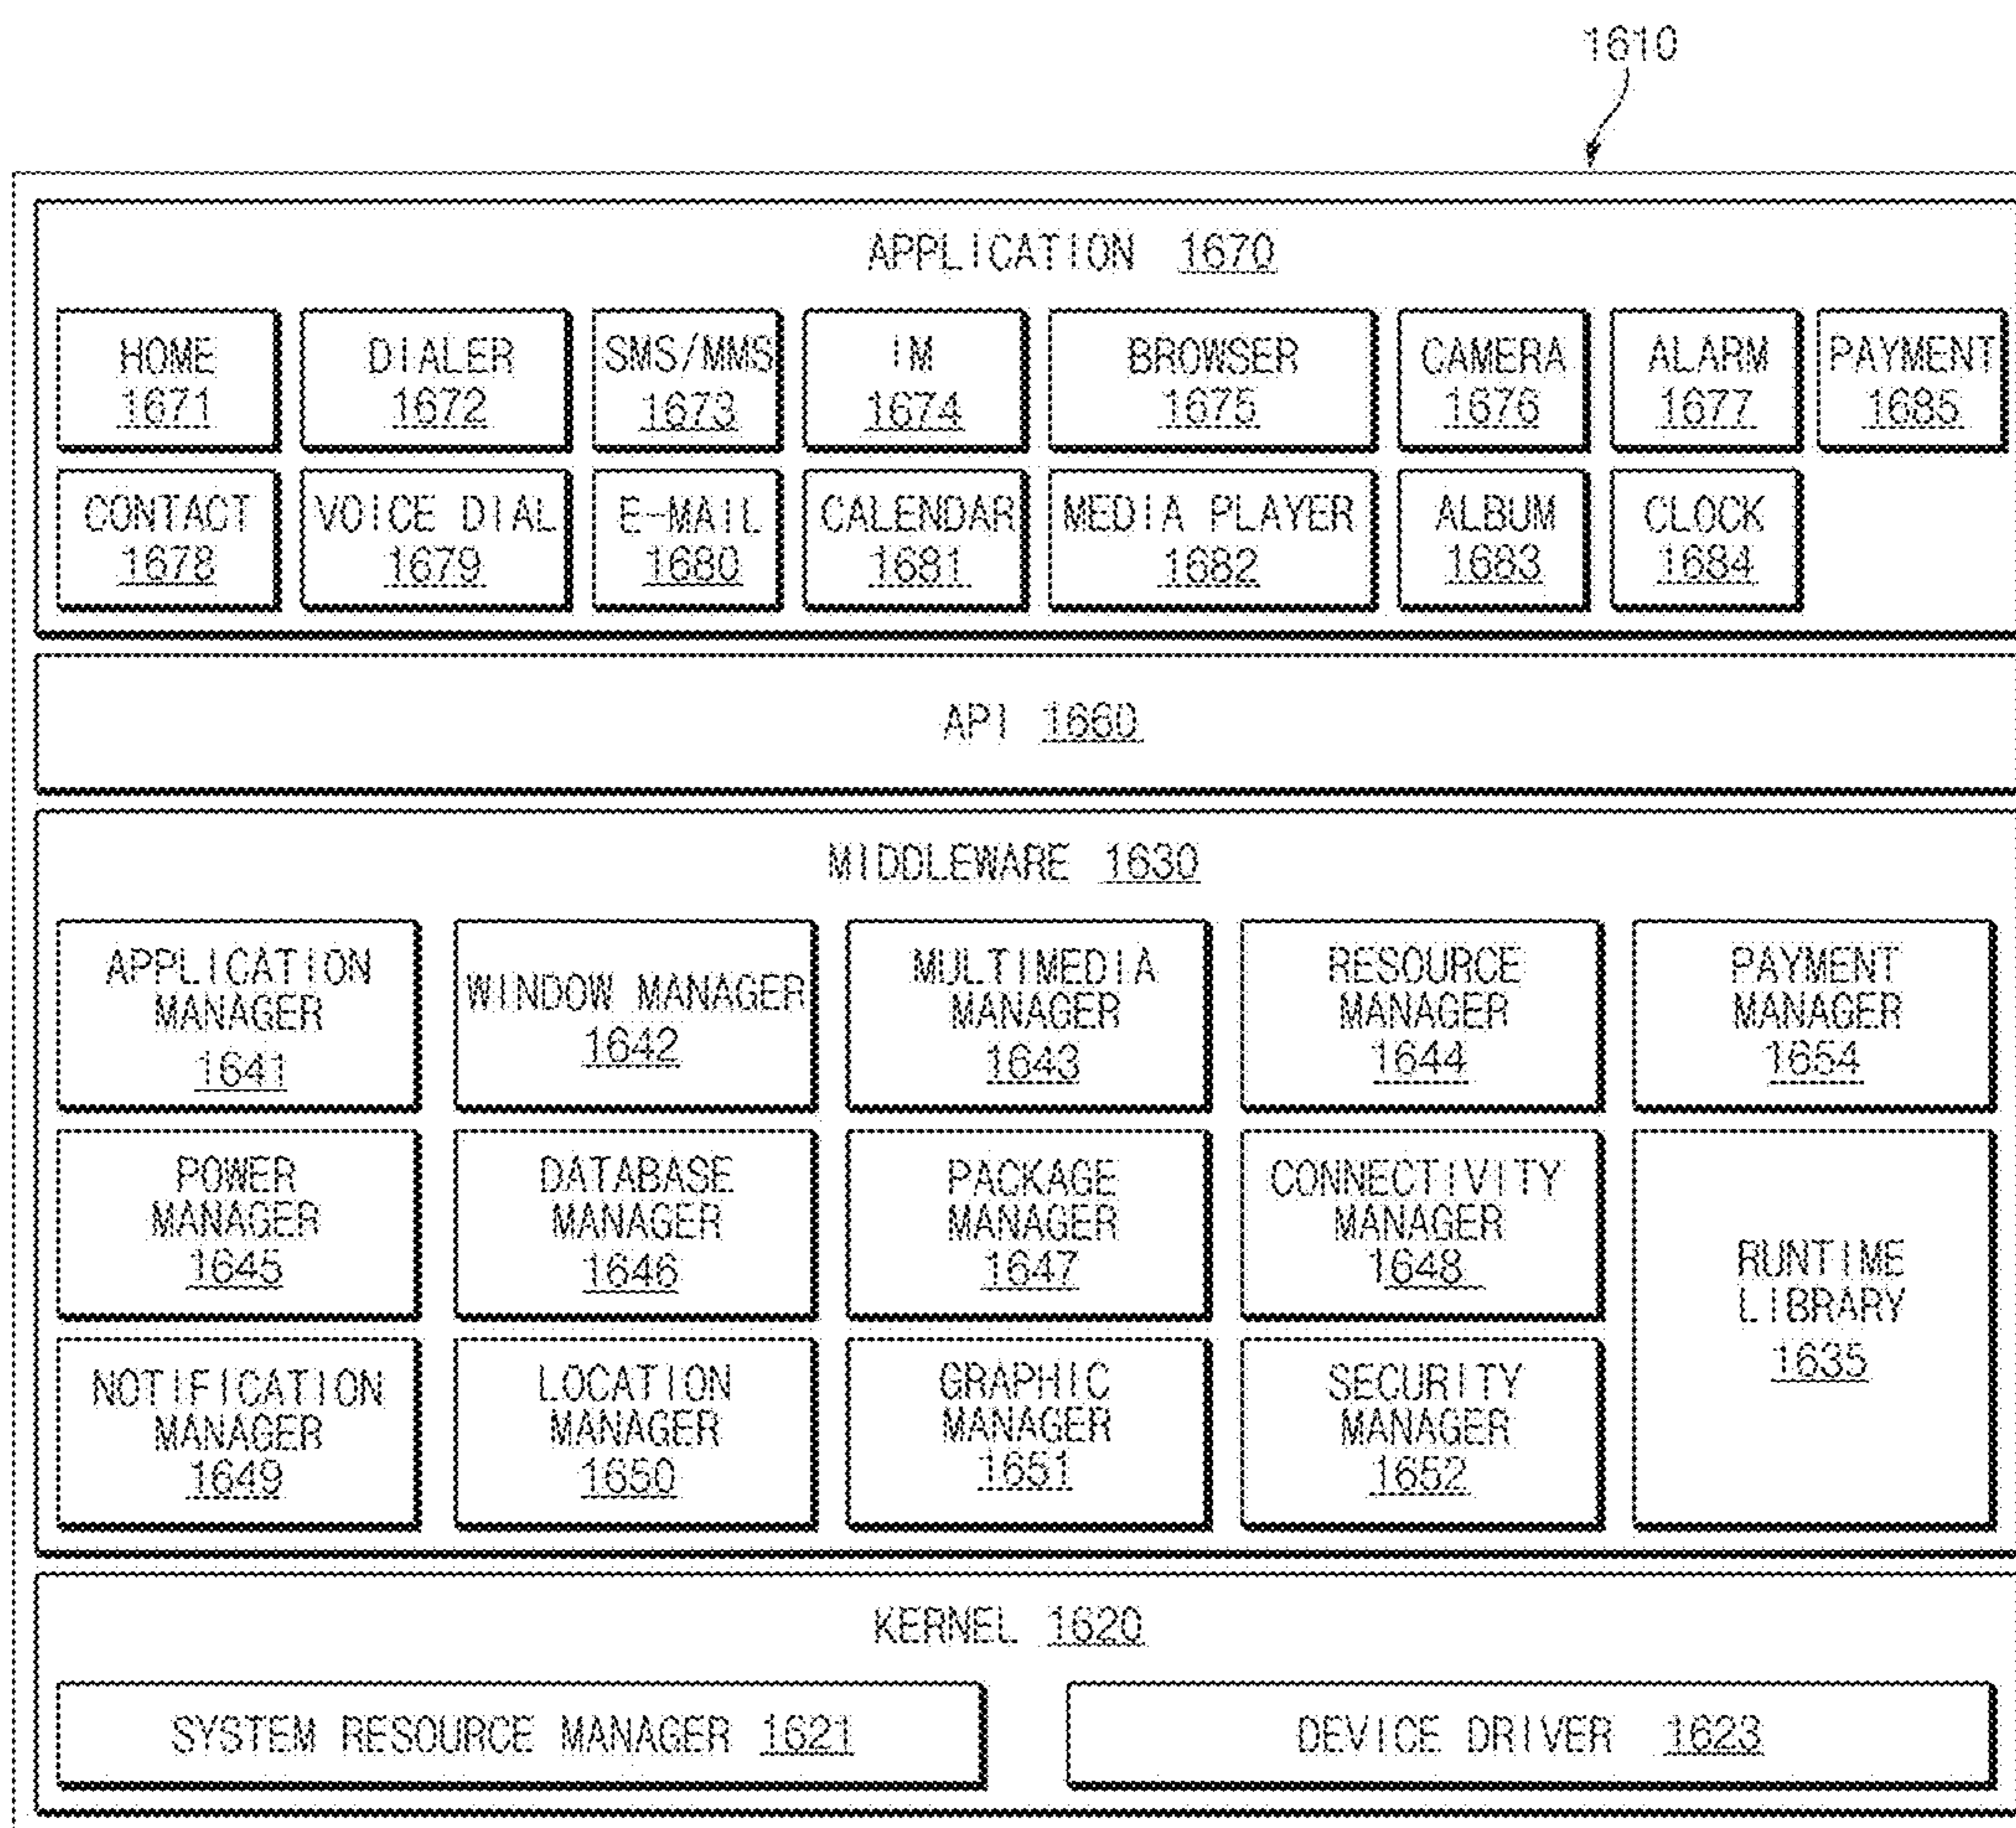 1610
APPLICATION 1670
HOME
1671
DIALER
1672
SMS/MMS
1673
IM
1674
BROWSER
1675
CAMERA
1676
ALARM
1677
PAYMENT
1685
CONTACT
1678
VOICE DIAL
1679
E-MAIL
1680
CALENDAR
1681
MEDIA PLAYER
1682
ALBUM
1683
CLOCK
1684
API 1660
MIDDLEWARE 1630
APPLICATION
MANAGER
1641
WINDOW MANAGER
1642
MULTIMEDIA
MANAGER
1643
RESOURCE
MANAGER
1644
PAYMENT
MANAGER
1654
POWER
MANAGER
1645
DATABASE
MANAGER
1646
PACKAGE
MANAGER
1647
CONNECTIVITY
MANAGER
1648
RUNTIME
LIBRARY
1635
NOTIFICATION
MANAGER
1649
LOCATION
MANAGER
1650
GRAPHIC
MANAGER
1651
SECURITY
MANAGER
1652
KERNEL 1620
SYSTEM RESOURCE MANAGER 1621
DEVICE DRIVER 1623